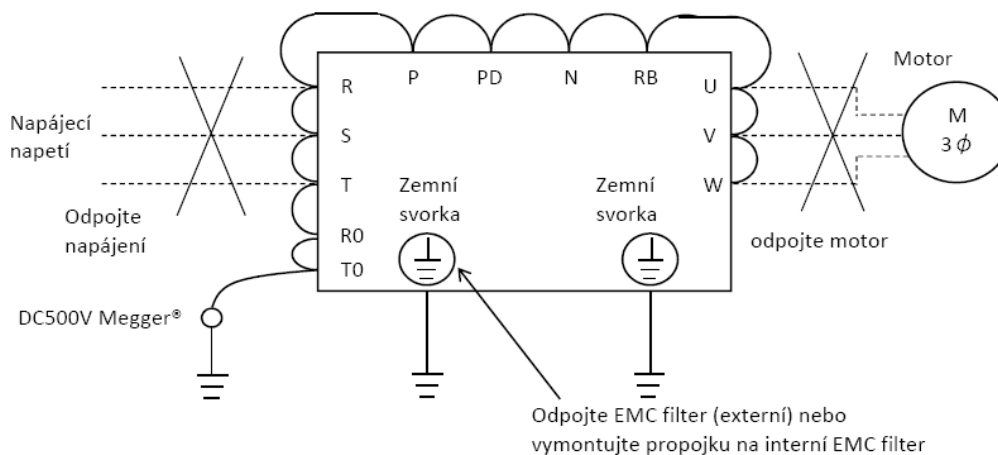 P
PD
N
RB
R
S
T
R0
T0
U
V
W
Motor
M
3 ϕ
Napájecí
napetí
Odpojte
napájení
Zemní
svorka
Zemní
svorka
odpojte motor
DC500V Megger®
Odpojte EMC filter (externí) nebo
vymontujte propojku na interní EMC filter